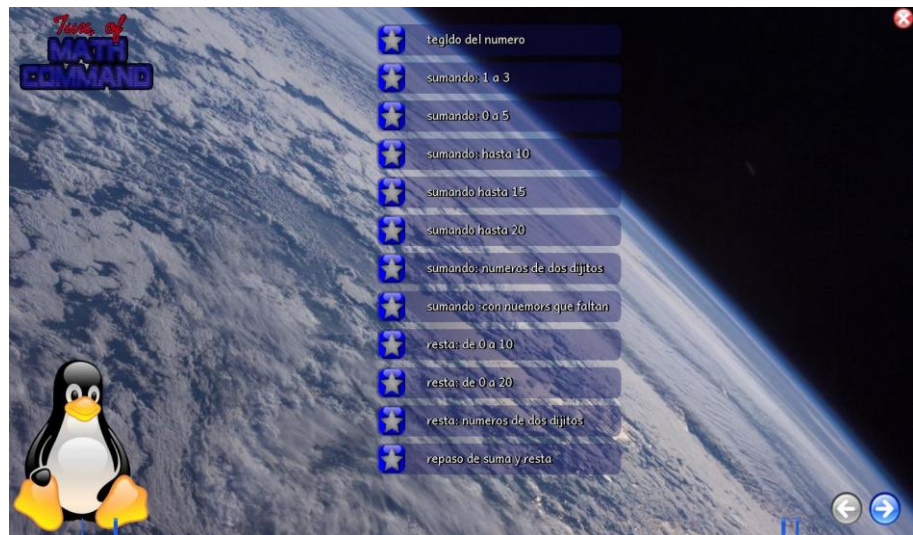 Tux, of
MATH
COMMAND
tegldo del numero
sumando: 1 a 3
sumando: 0 a 5
sumando: hasta 10
sumando hasta 15
sumando hasta 20
sumando: numeros de dos dijitos
sumando :con nuemors que faltan
resta: de 0 a 10
resta: de 0 a 20
resta: numeros de dos dijitos
repaso de suma y resta